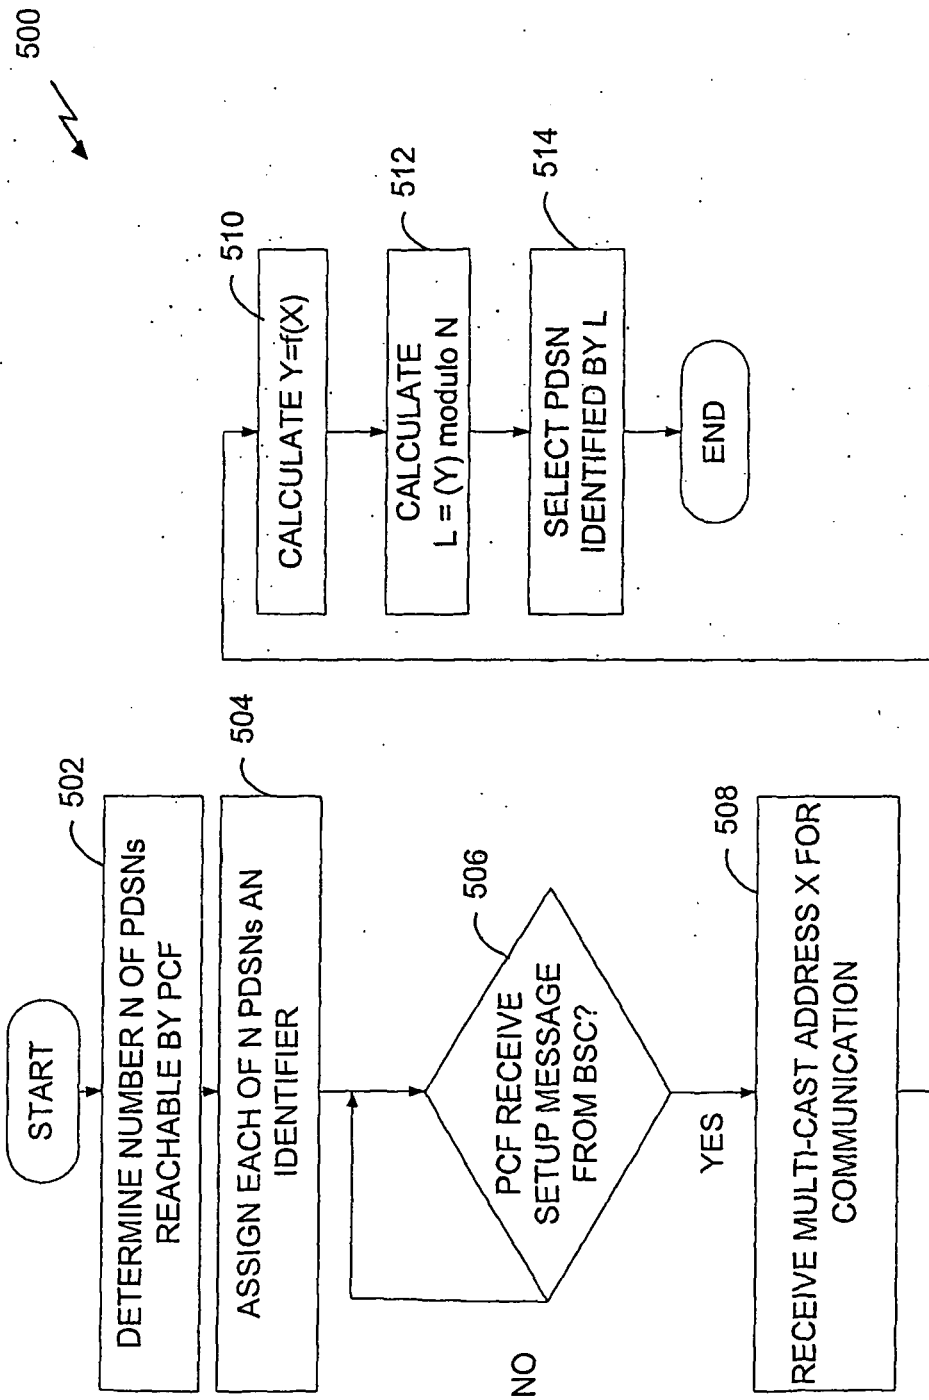 500
START
502
DETERMINE NUMBER N OF PDSNs
REACHABLE BY PCF
504
ASSIGN EACH OF N PDSNs AN
IDENTIFIER
506
PCF RECEIVE
SETUP MESSAGE
FROM BSC?
NO
YES
508
RECEIVE MULTI-CAST ADDRESS X FOR
COMMUNICATION
510
CALCULATE Y=f(X)
512
CALCULATE
L = (Y) modulo N
514
SELECT PDSN
IDENTIFIED BY L
END